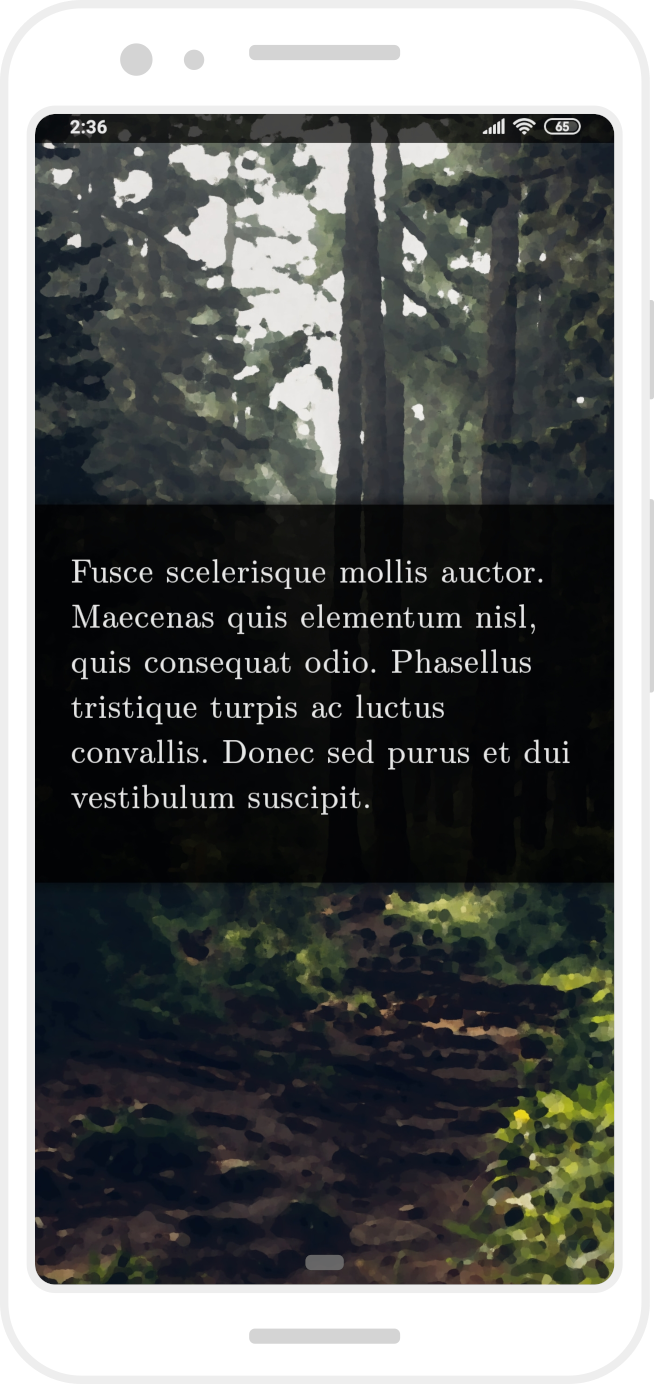 2:36
65
Fusce scelerisque mollis auctor.
Maecenas quis elementum nisl,
quis consequat odio. Phasellus
tristique turpis ac luctus
convallis. Donec sed purus et dui
vestibulum suscipit.